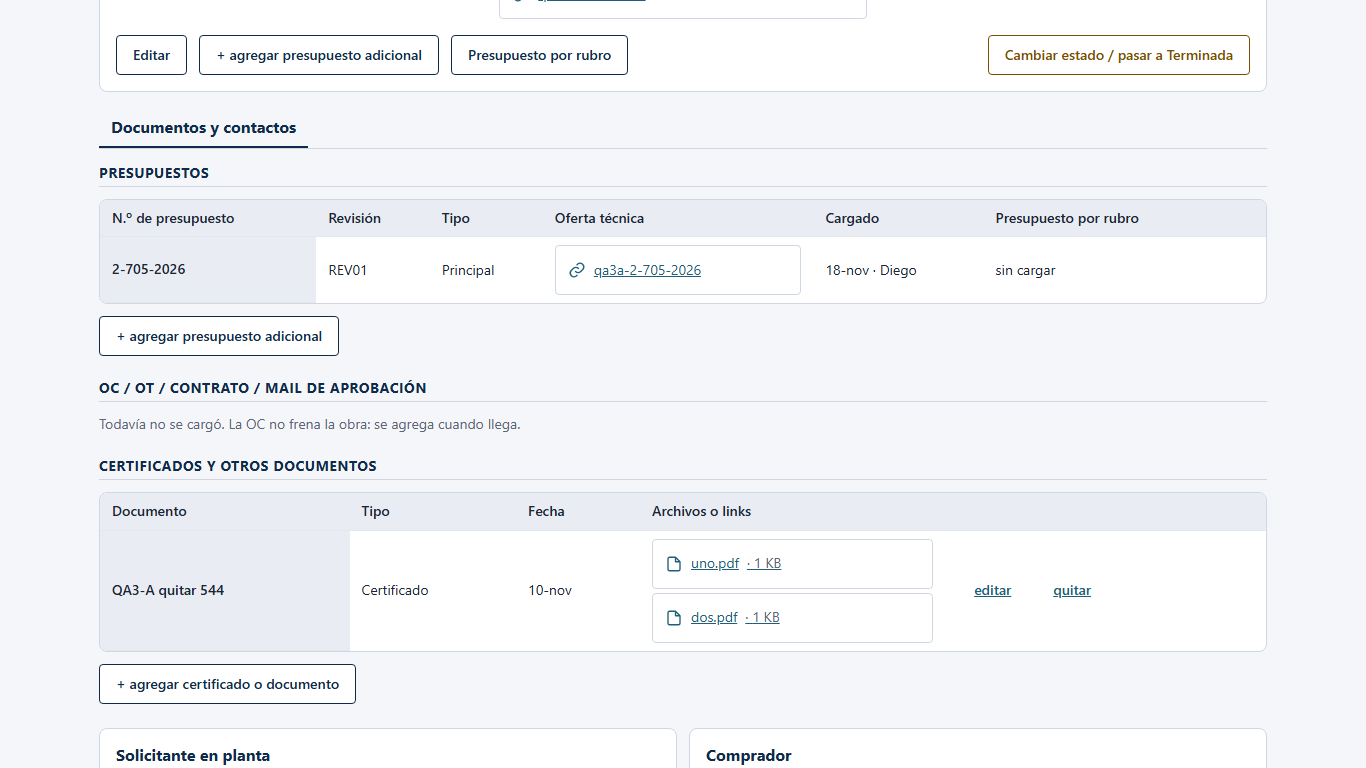 Editar
+ agregar presupuesto adicional
Presupuesto por rubro
Cambiar estado / pasar a Terminada
Documentos y contactos
PRESUPUESTOS
N.º de presupuesto Revisión Tipo Oferta técnica Cargado Presupuesto por rubro
2-705-2026 REV01 Principal qa3a-2-705-2026 18-nov · Diego sin cargar
+ agregar presupuesto adicional
OC / OT / CONTRATO / MAIL DE APROBACIÓN
Todavía no se cargó. La OC no frena la obra: se agrega cuando llega.
CERTIFICADOS Y OTROS DOCUMENTOS
Documento Tipo Fecha Archivos o links
QA3-A quitar 544 Certificado 10-nov
uno.pdf · 1 KB
dos.pdf · 1 KB
editar quitar
+ agregar certificado o documento
Solicitante en planta
Comprador